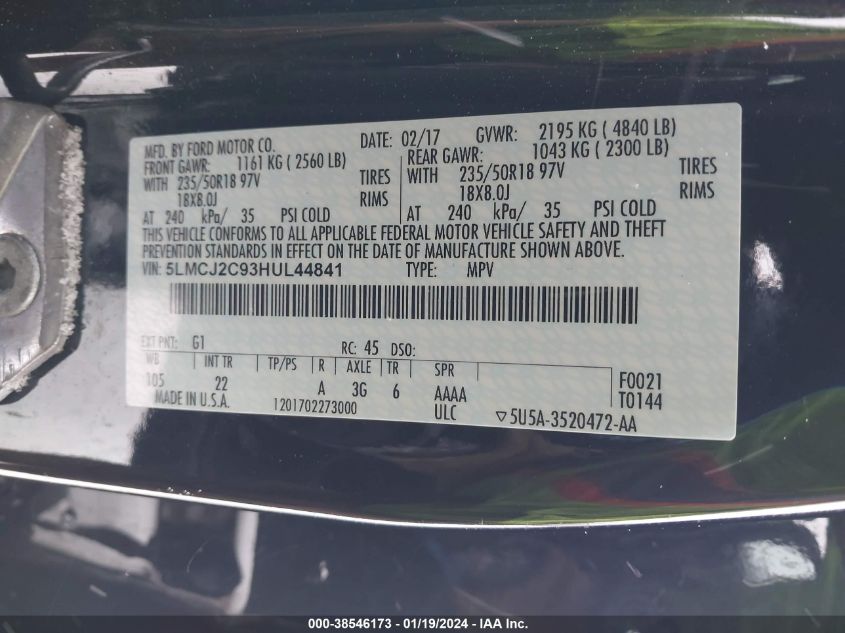 MFD. BY FORD MOTOR CO.
DATE: 02/17 GVWR: 2195 KG ( 4840 LB)
FRONT GAWR: 1161 KG ( 2560 LB)
REAR GAWR: 1043 KG ( 2300 LB)
WITH 235/50R18 97V TIRES
WITH 235/50R18 97V TIRES
18X8.0J RIMS
18X8.0J RIMS
AT 240 kPa/ 35 PSI COLD
AT 240 kPa/ 35 PSI COLD
THIS VEHICLE CONFORMS TO ALL APPLICABLE FEDERAL MOTOR VEHICLE SAFETY AND THEFT
PREVENTION STANDARDS IN EFFECT ON THE DATE OF MANUFACTURE SHOWN ABOVE.
VIN: 5LMCJ2C93HUL44841 TYPE: MPV
EXT PNT: G1 RC: 45 DSO:
WB INT TR TP/PS R AXLE TR SPR
105 22 A 3G 6 AAAA F0021
MADE IN U.S.A. 1201702273000 ULC T0144
▽5U5A-3520472-AA
000-38546173 - 01/19/2024 - IAA Inc.